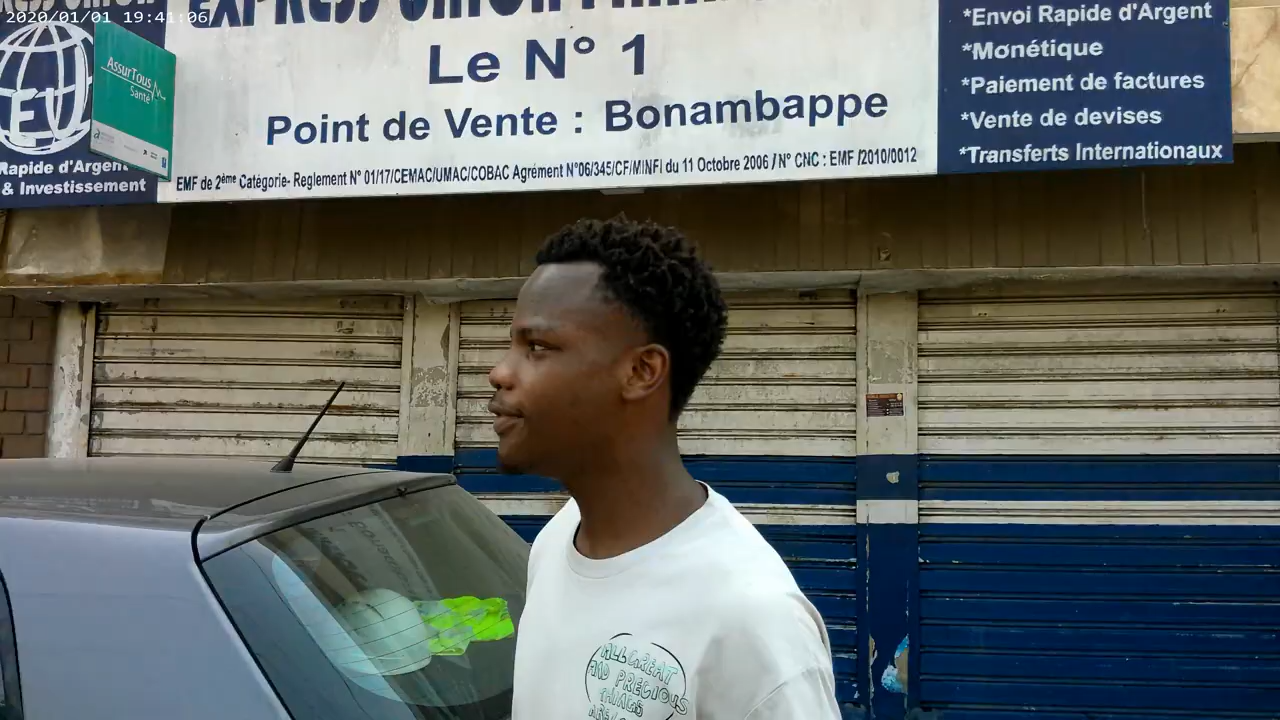 2020/01/01 19:41:06
EXPRESS UNION
Le N° 1
Point de Vente : Bonambappe
EMF de 2ème Catégorie- Reglement N° 01/17/CEMAC/UMAC/COBAC Agrément N°06/345/CF/MINFI du 11 Octobre 2006 / N° CNC : EMF /2010/0012
*Envoi Rapide d'Argent
*Monétique
*Paiement de factures
*Vente de devises
*Transferts Internationaux
EU
Rapide d'Argent
& Investissement
AssurTous
Santé
ALL GREAT
AND PRECIOUS
THINGS